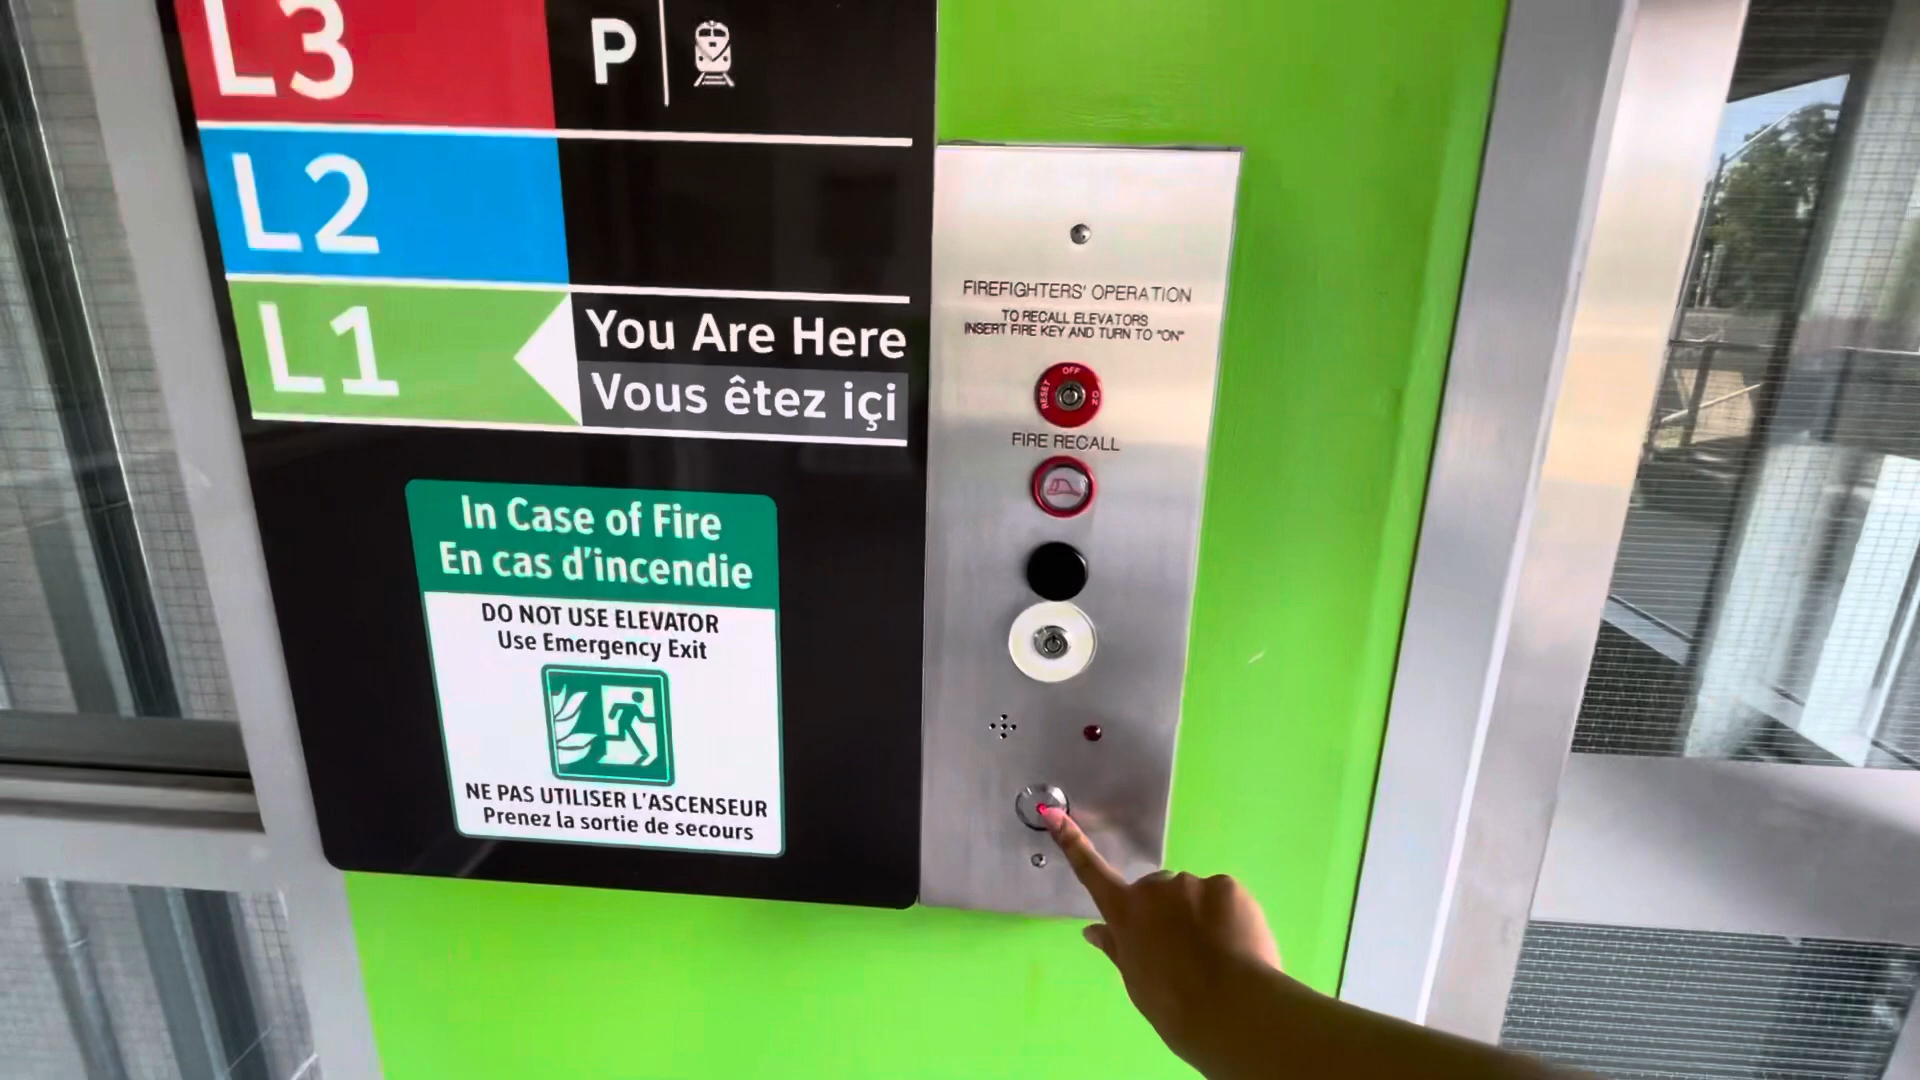 L3
P
L2
L1
You Are Here
Vous êtez içi
In Case of Fire
En cas d'incendie
DO NOT USE ELEVATOR
Use Emergency Exit
NE PAS UTILISER L'ASCENSEUR
Prenez la sortie de secours
FIREFIGHTERS' OPERATION
TO RECALL ELEVATORS
INSERT FIRE KEY AND TURN TO "ON"
RESET OFF ON
FIRE RECALL